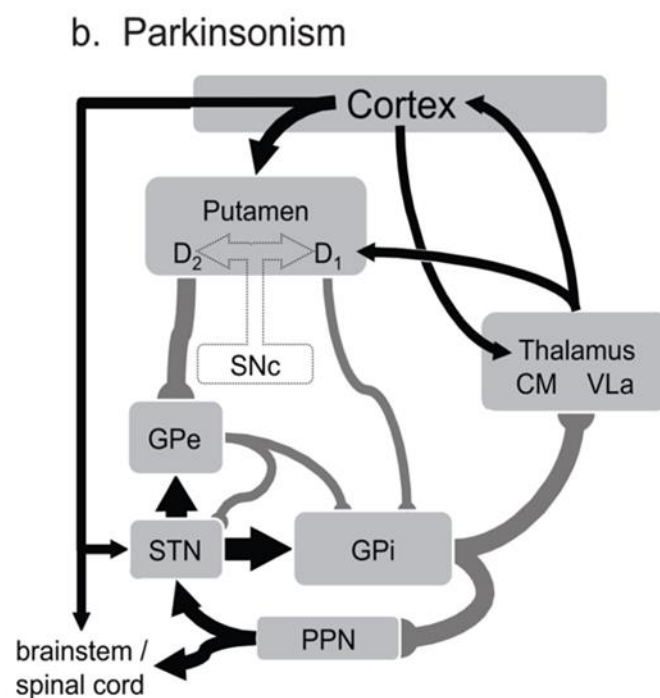 b. Parkinsonism
Cortex
Putamen
D₂ D₁
SNc
Thalamus
CM VLa
GPe
STN
GPi
PPN
brainstem /
spinal cord